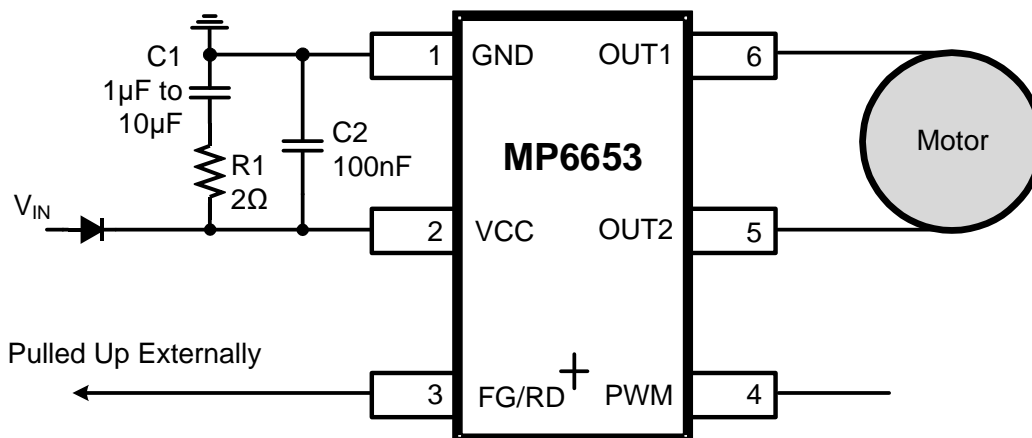 C1
1µF to
10µF
R1
2Ω
C2
100nF
V_IN
Pulled Up Externally
1
GND
2
VCC
3
FG/RD
MP6653
OUT1
6
OUT2
5
PWM
4
Motor